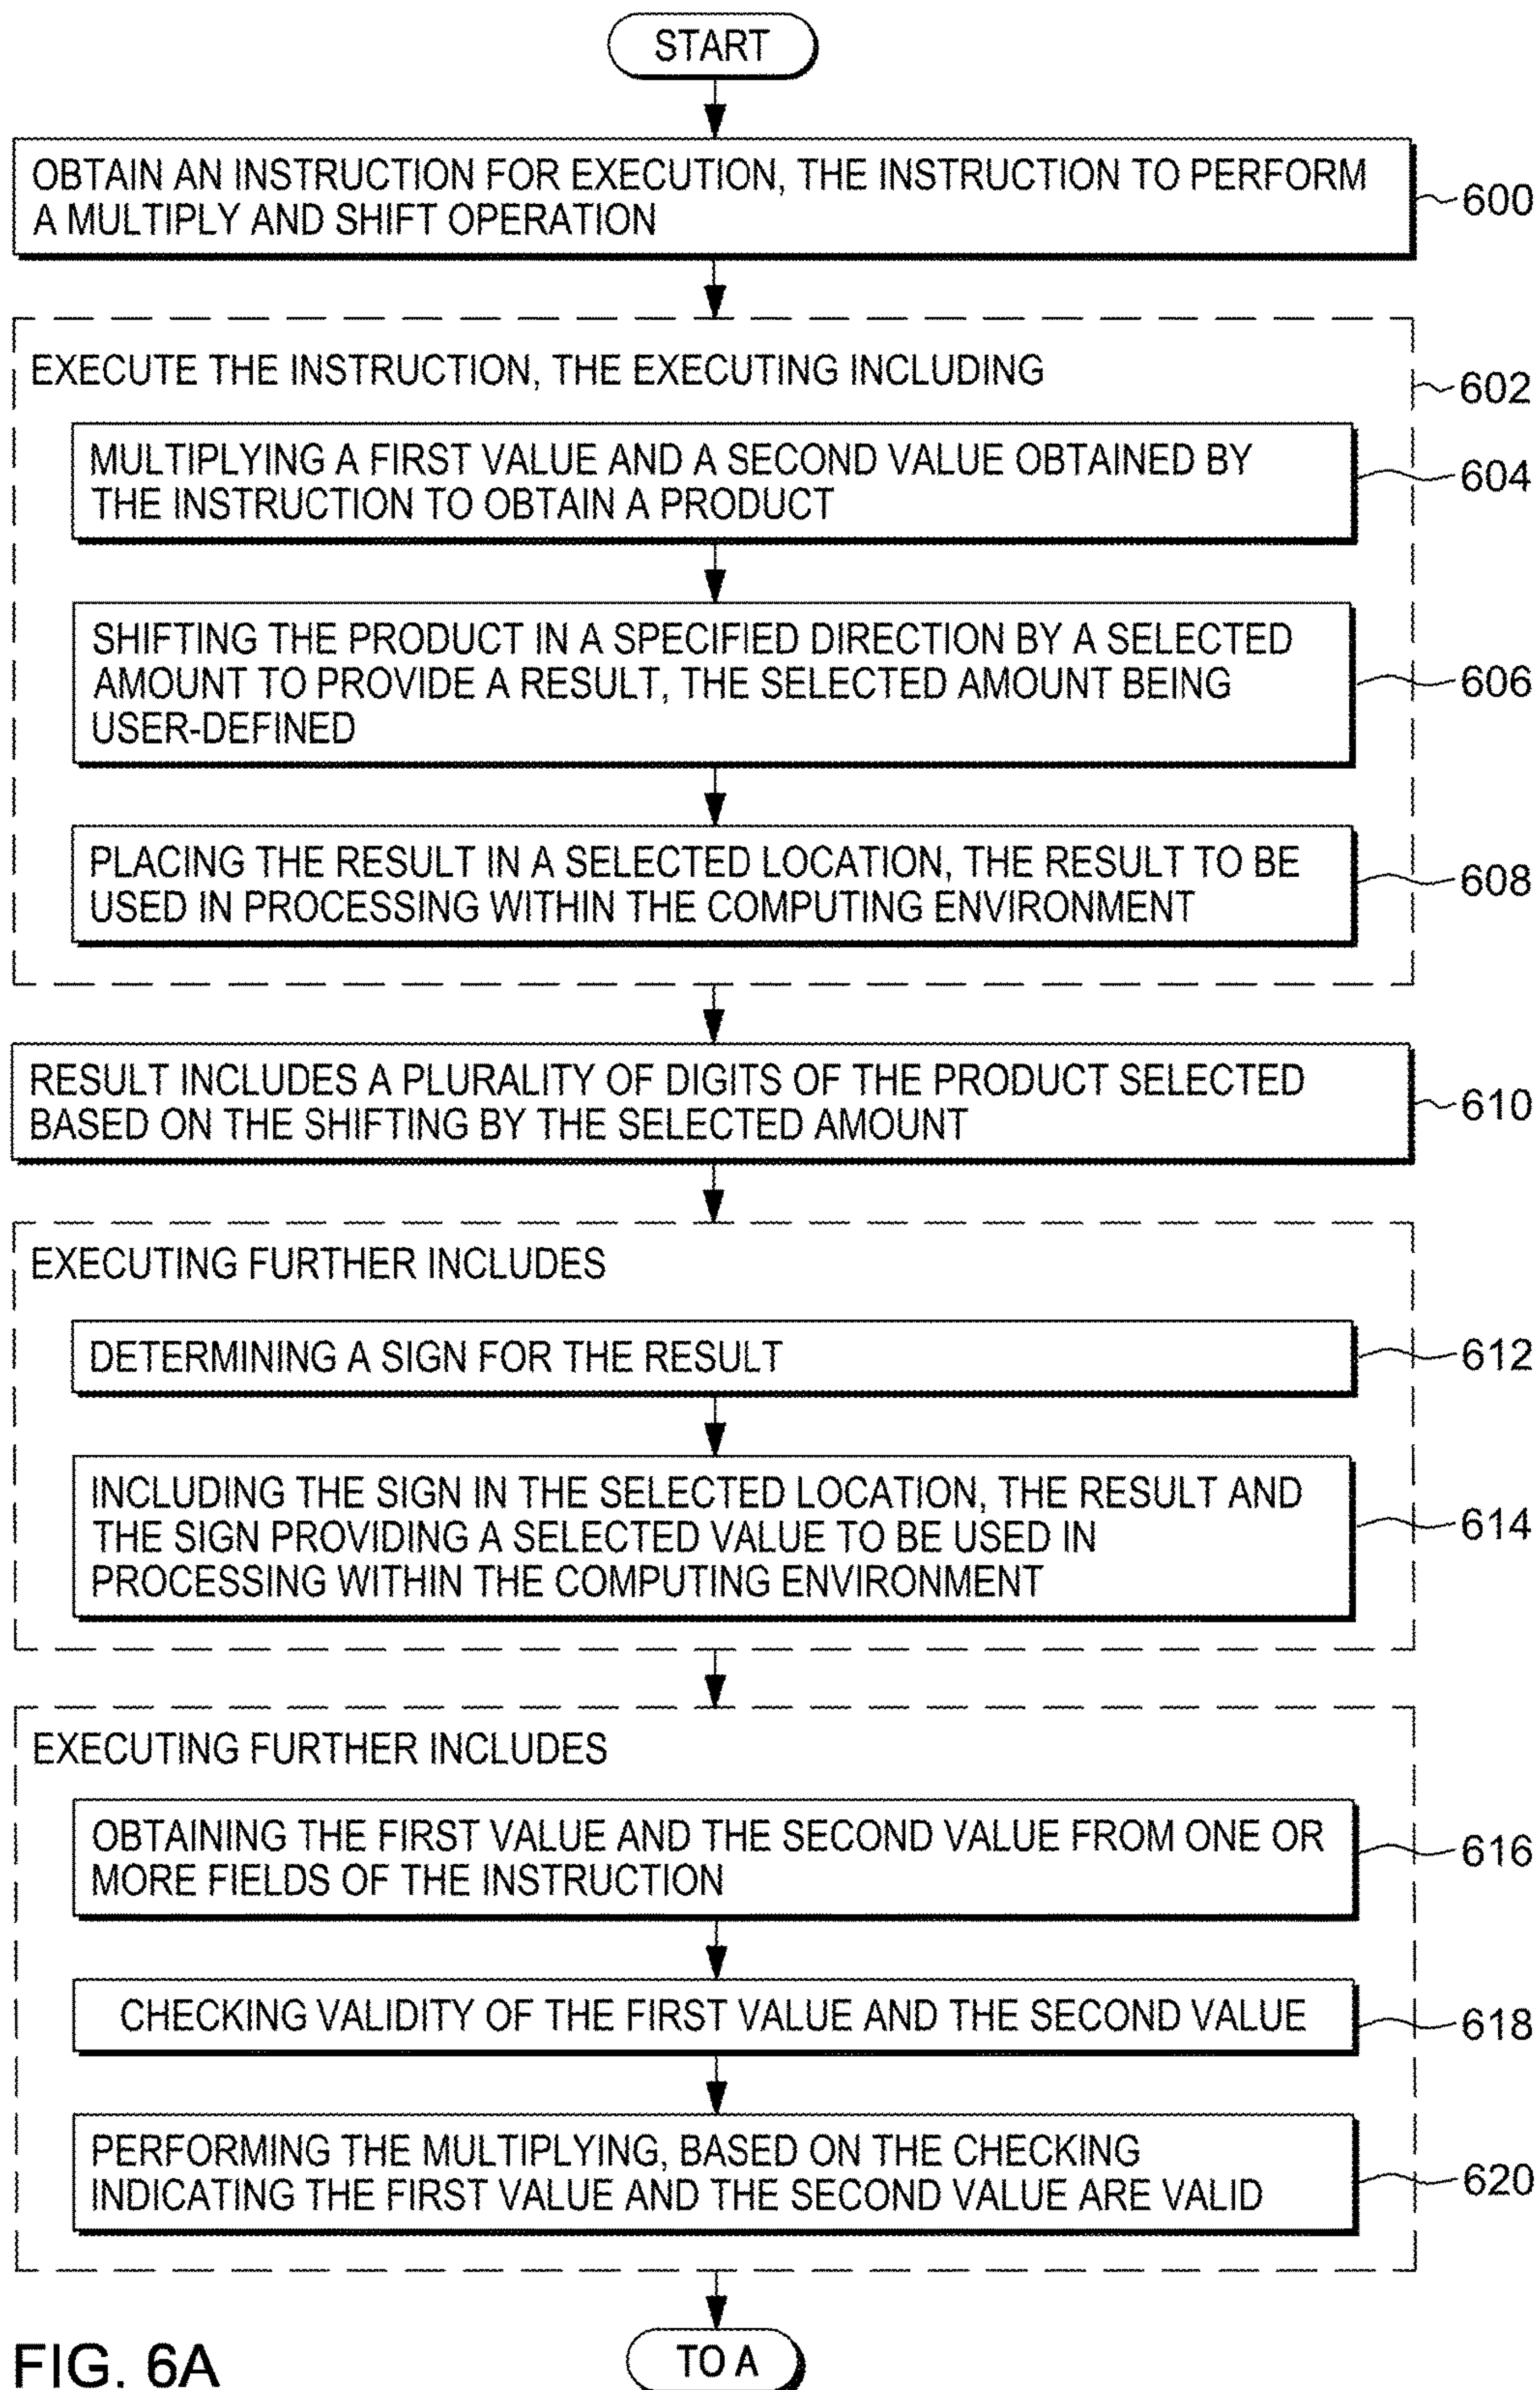 START
OBTAIN AN INSTRUCTION FOR EXECUTION, THE INSTRUCTION TO PERFORM
A MULTIPLY AND SHIFT OPERATION
600
EXECUTE THE INSTRUCTION, THE EXECUTING INCLUDING
602
MULTIPLYING A FIRST VALUE AND A SECOND VALUE OBTAINED BY
THE INSTRUCTION TO OBTAIN A PRODUCT
604
SHIFTING THE PRODUCT IN A SPECIFIED DIRECTION BY A SELECTED
AMOUNT TO PROVIDE A RESULT, THE SELECTED AMOUNT BEING
USER-DEFINED
606
PLACING THE RESULT IN A SELECTED LOCATION, THE RESULT TO BE
USED IN PROCESSING WITHIN THE COMPUTING ENVIRONMENT
608
RESULT INCLUDES A PLURALITY OF DIGITS OF THE PRODUCT SELECTED
BASED ON THE SHIFTING BY THE SELECTED AMOUNT
610
EXECUTING FURTHER INCLUDES
DETERMINING A SIGN FOR THE RESULT
612
INCLUDING THE SIGN IN THE SELECTED LOCATION, THE RESULT AND
THE SIGN PROVIDING A SELECTED VALUE TO BE USED IN
PROCESSING WITHIN THE COMPUTING ENVIRONMENT
614
EXECUTING FURTHER INCLUDES
OBTAINING THE FIRST VALUE AND THE SECOND VALUE FROM ONE OR
MORE FIELDS OF THE INSTRUCTION
616
CHECKING VALIDITY OF THE FIRST VALUE AND THE SECOND VALUE
618
PERFORMING THE MULTIPLYING, BASED ON THE CHECKING
INDICATING THE FIRST VALUE AND THE SECOND VALUE ARE VALID
620
TO A
FIG. 6A